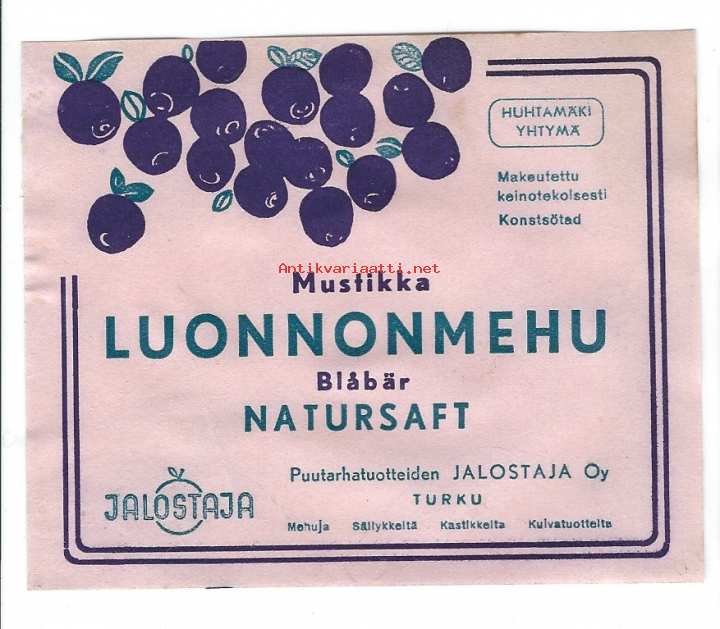 HUHTAMÄKI
YHTYMÄ
Makeutettu
keinotekoisesti
Konstsötad
Antikvariaatti.net
Mustikka
LUONNONMEHU
Blåbär
NATURSAFT
JALOSTAJA
Puutarhatuotteiden JALOSTAJA Oy
TURKU
Mehuja Säilykkeitä Kastikkeita Kuivatuotteita